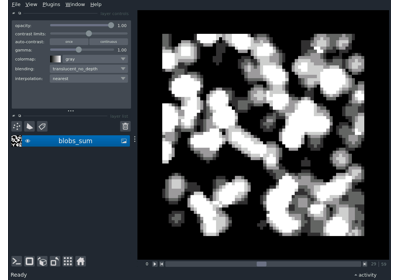 File View Plugins Window Help
opacity: 1.00
contrast limits:
auto-contrast: once continuous
gamma: 1.00
colormap: gray
blending: translucent_no_depth
interpolation: nearest
blobs_sum
Ready
activity